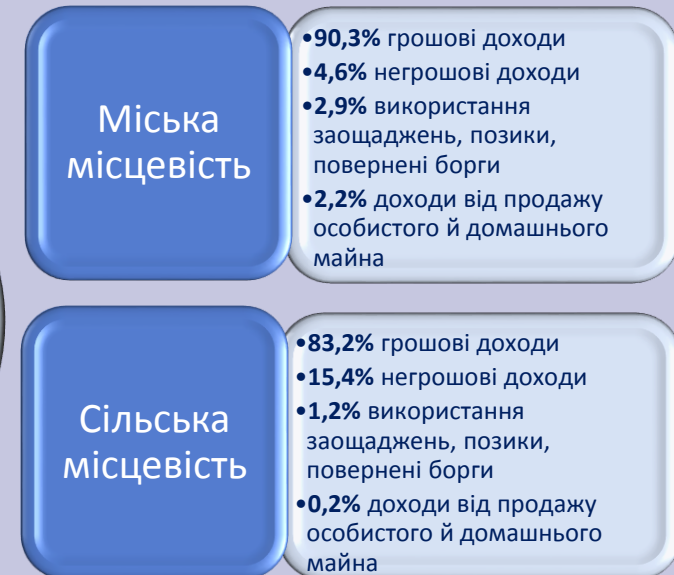 Міська
місцевість
•90,3% грошові доходи
•4,6% негрошові доходи
•2,9% використання
заощаджень, позики,
повернені борги
•2,2% доходи від продажу
особистого й домашнього
майна
Сільська
місцевість
•83,2% грошові доходи
•15,4% негрошові доходи
•1,2% використання
заощаджень, позики,
повернені борги
•0,2% доходи від продажу
особистого й домашнього
майна